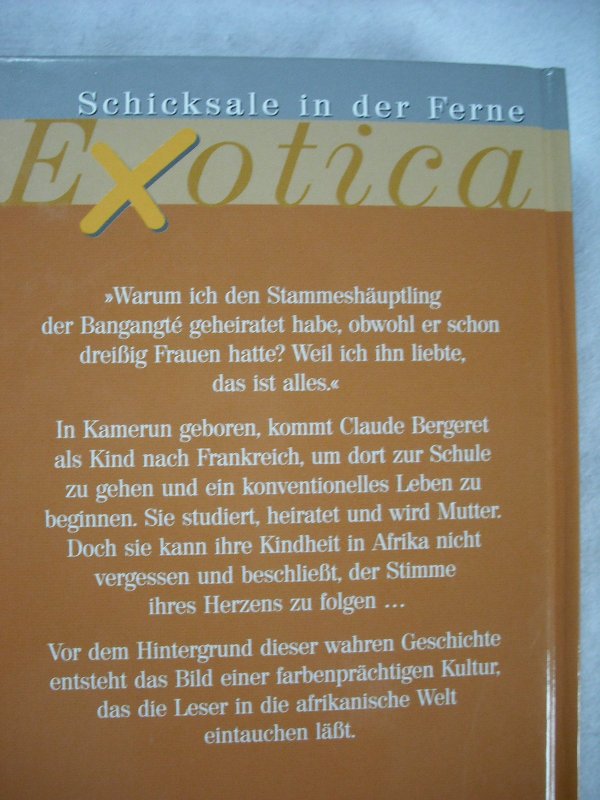 Schicksale in der Ferne
Exotica
»Warum ich den Stammeshäuptling
der Bangangté geheiratet habe, obwohl er schon
dreißig Frauen hatte? Weil ich ihn liebte,
das ist alles.«
In Kamerun geboren, kommt Claude Bergeret
als Kind nach Frankreich, um dort zur Schule
zu gehen und ein konventionelles Leben zu
beginnen. Sie studiert, heiratet und wird Mutter.
Doch sie kann ihre Kindheit in Afrika nicht
vergessen und beschließt, der Stimme
ihres Herzens zu folgen …
Vor dem Hintergrund dieser wahren Geschichte
entsteht das Bild einer farbenprächtigen Kultur,
das die Leser in die afrikanische Welt
eintauchen läßt.